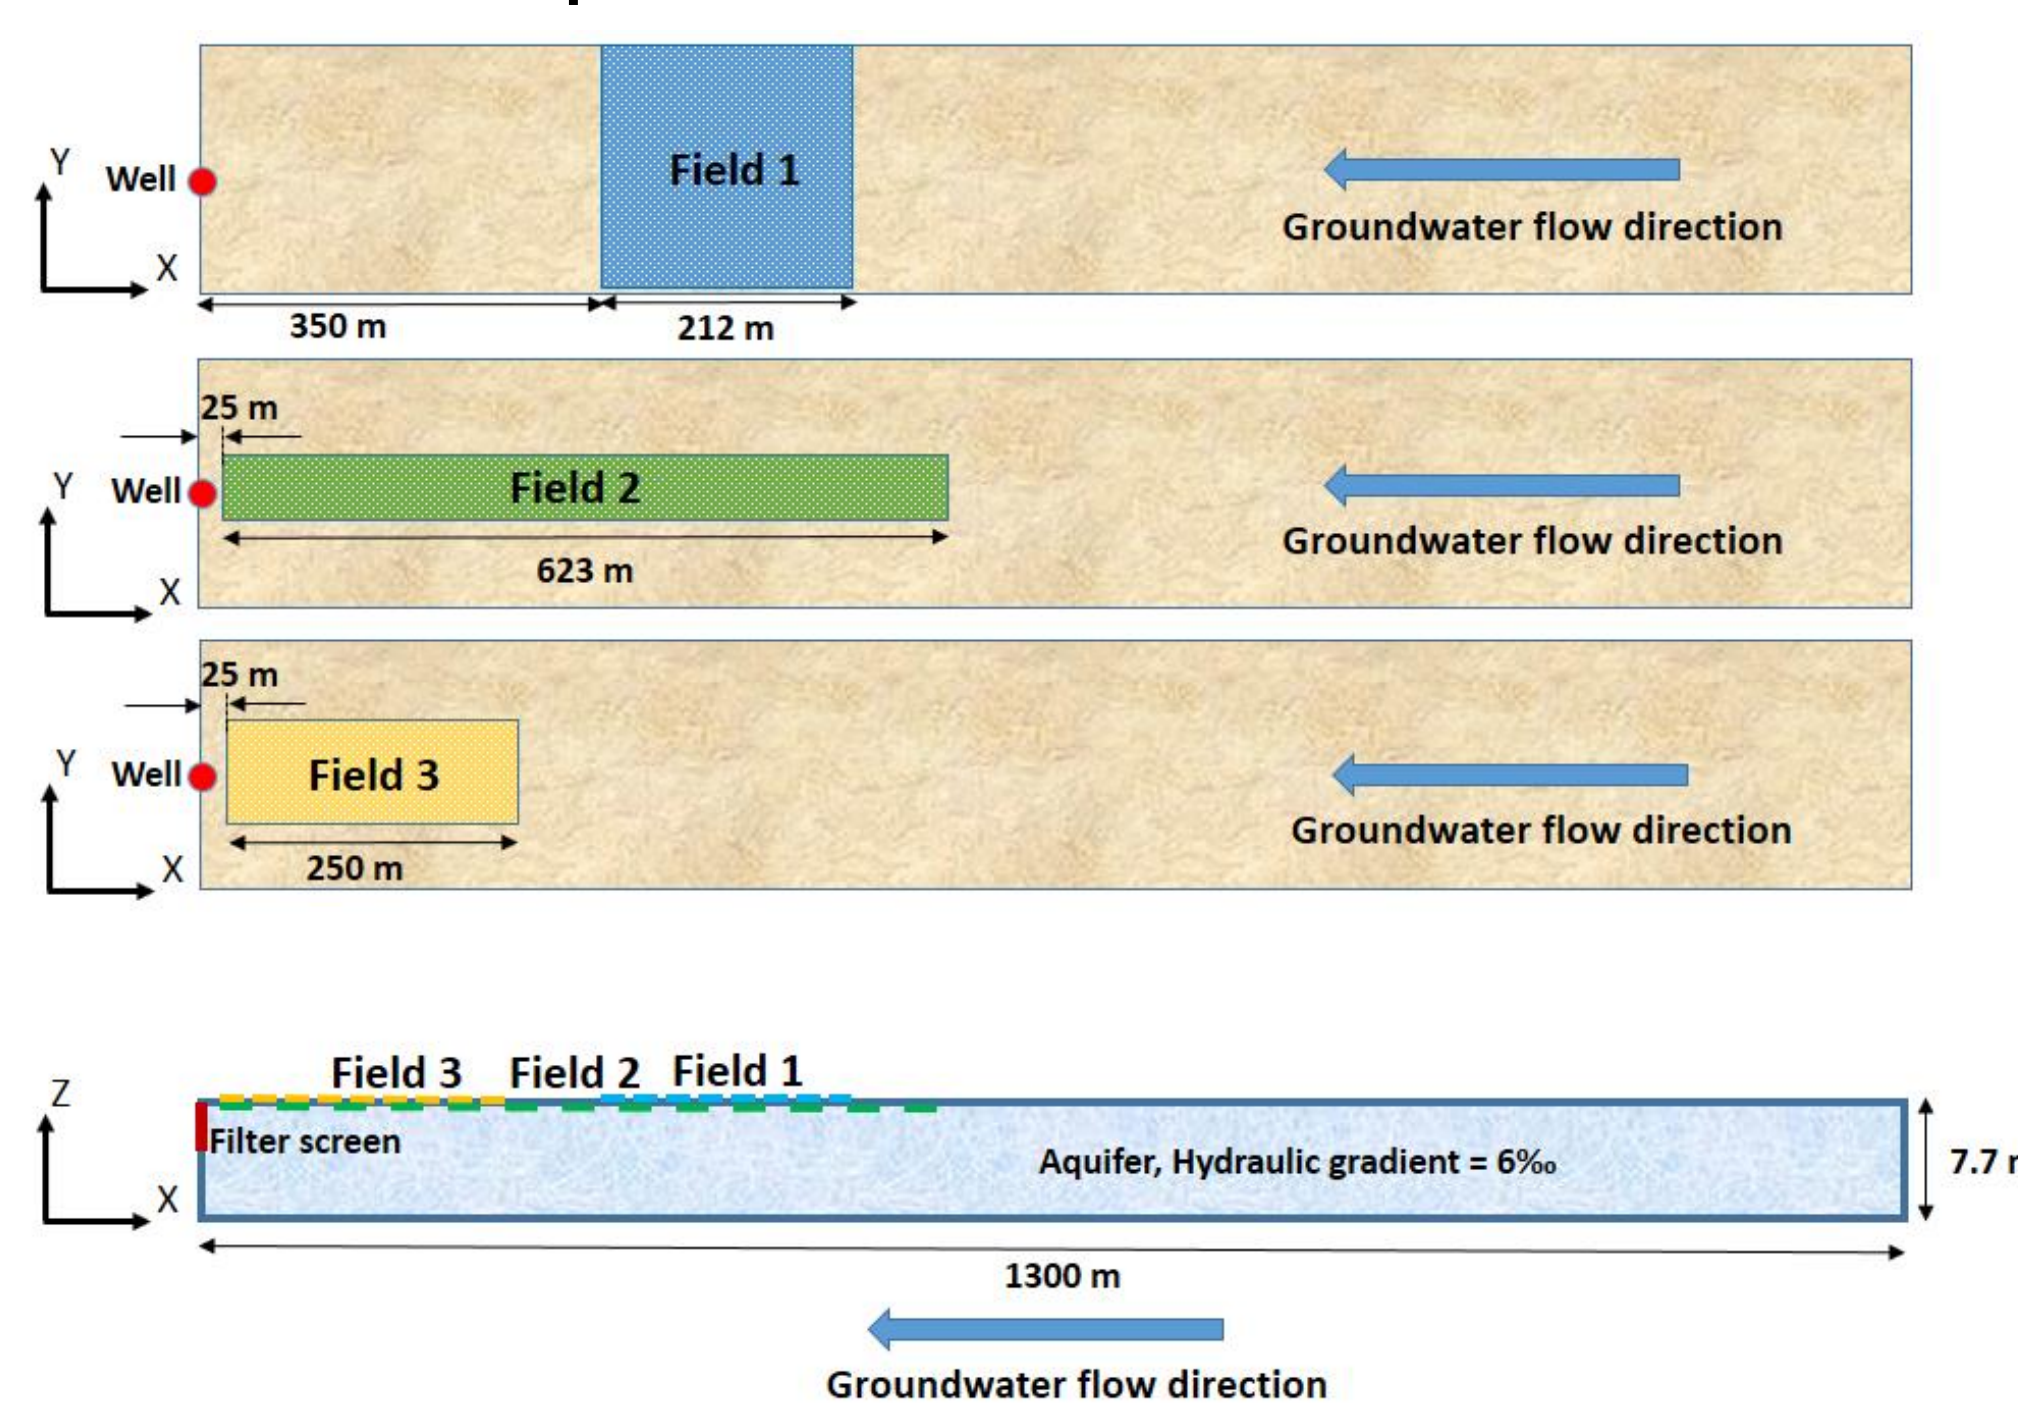 Y
Well
X
Field 1
Groundwater flow direction
350 m
212 m
25 m
Y
Well
X
Field 2
Groundwater flow direction
623 m
25 m
Y
Well
X
Field 3
Groundwater flow direction
250 m
Field 3 Field 2 Field 1
Z
X
Filter screen
Aquifer, Hydraulic gradient = 6‰
7.7
1300 m
Groundwater flow direction